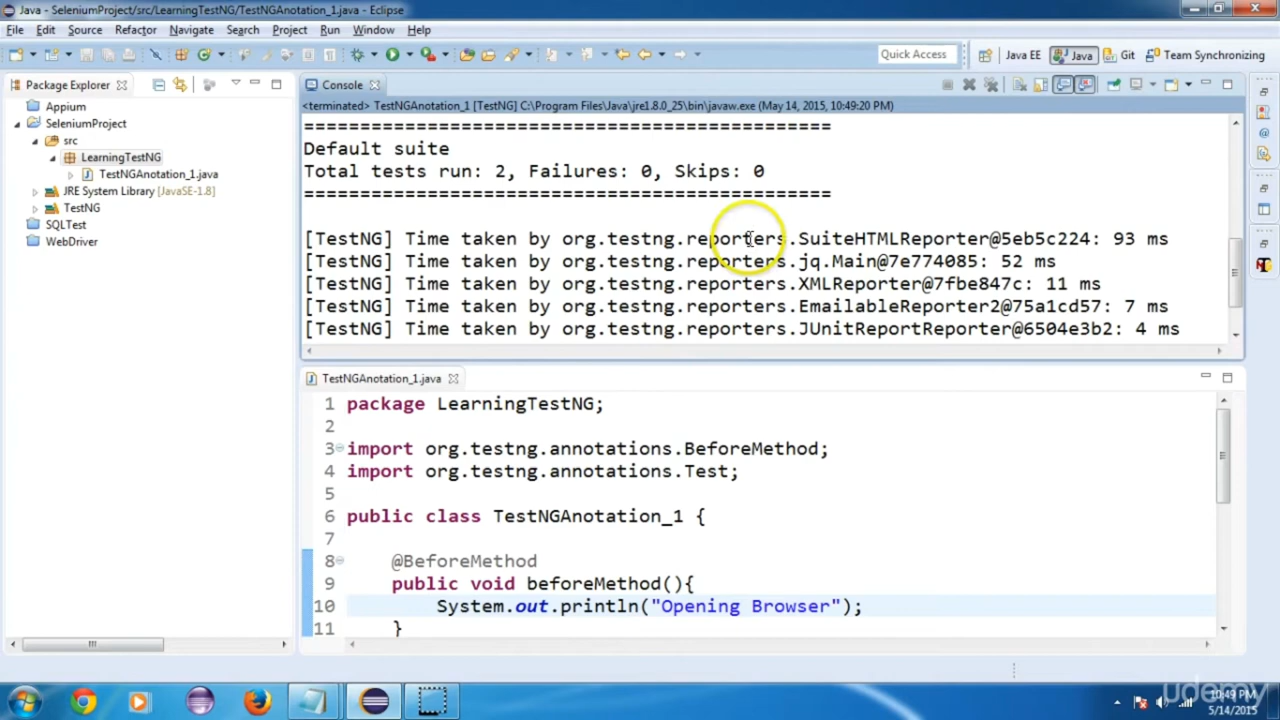 Java - SeleniumProject/src/LearningTestNG/TestNGAnotation_1.java - Eclipse
File Edit Source Refactor Navigate Search Project Run Window Help
Quick Access
Java EE
Java
Git
Team Synchronizing
Package Explorer
Appium
SeleniumProject
src
LearningTestNG
TestNGAnotation_1.java
JRE System Library [JavaSE-1.8]
TestNG
SQLTest
WebDriver
Console
<terminated> TestNGAnotation_1 [TestNG] C:\Program Files\Java\jre1.8.0_25\bin\javaw.exe (May 14, 2015, 10:49:20 PM)
===============================================
Default suite
Total tests run: 2, Failures: 0, Skips: 0
===============================================
[TestNG] Time taken by org.testng.reporters.SuiteHTMLReporter@5eb5c224: 93 ms
[TestNG] Time taken by org.testng.reporters.jq.Main@7e774085: 52 ms
[TestNG] Time taken by org.testng.reporters.XMLReporter@7fbe847c: 11 ms
[TestNG] Time taken by org.testng.reporters.EmailableReporter2@75a1cd57: 7 ms
[TestNG] Time taken by org.testng.reporters.JUnitReportReporter@6504e3b2: 4 ms
TestNGAnotation_1.java
1 package LearningTestNG;
2
3 import org.testng.annotations.BeforeMethod;
4 import org.testng.annotations.Test;
5
6 public class TestNGAnotation_1 {
7
8 @BeforeMethod
9 public void beforeMethod(){
10 System.out.println("Opening Browser");
11 }
udemy
10:49 PM
5/14/2015